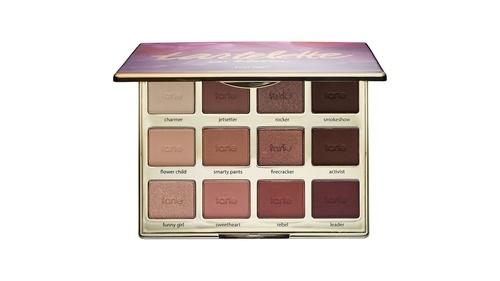 tartelette
tarte tarte tarte tarte
charmer jetsetter rocker smokeshow
tarte tarte tarte tarte
flower child smarty pants firecracker activist
tarte tarte tarte tarte
funny girl sweetheart rebel leader